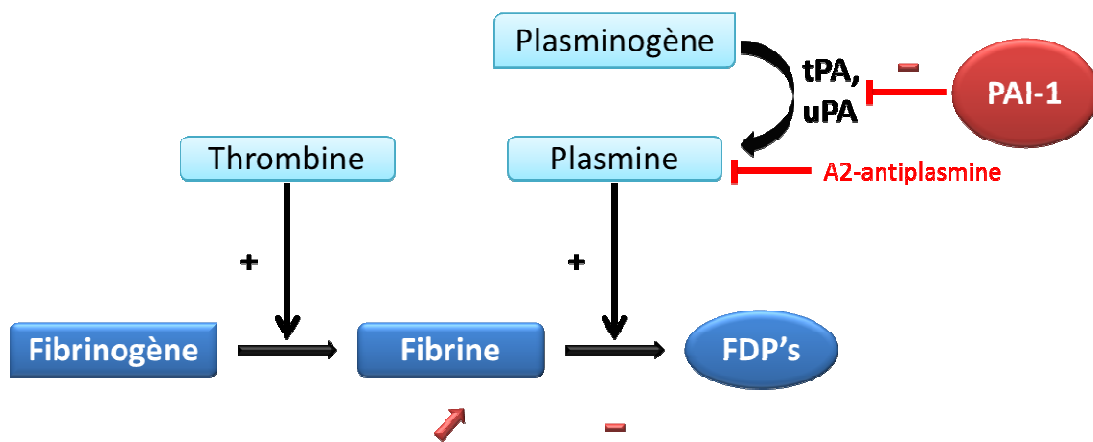 Plasminogène
tPA,
uPA
-
PAI-1
Thrombine
Plasmine
A2-antiplasmine
+
+
Fibrinogène
Fibrine
FDP's
-